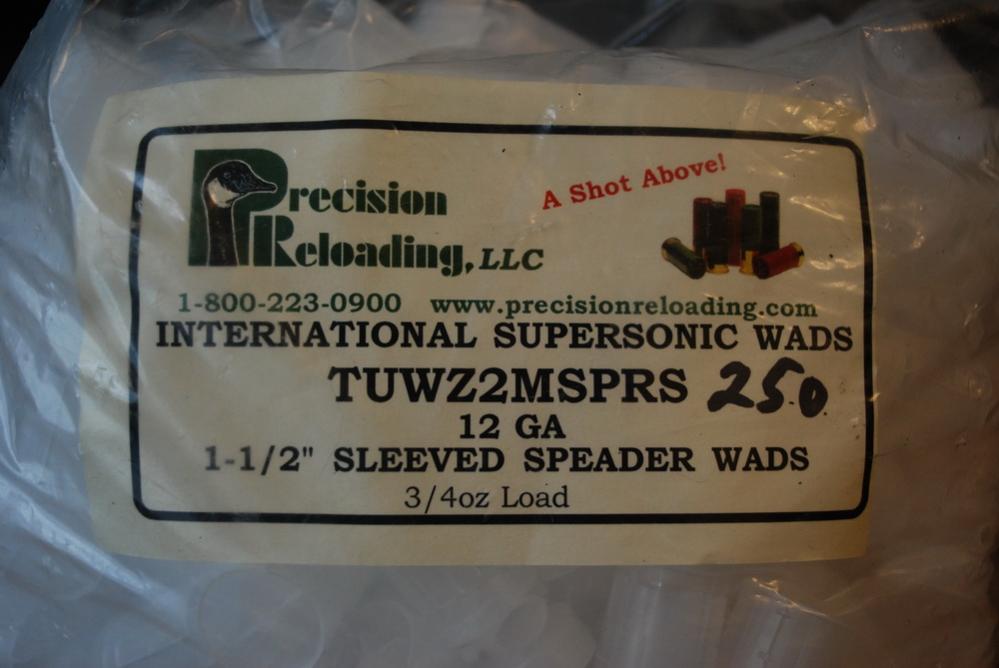 Precision
Reloading, LLC
A Shot Above!
1-800-223-0900 www.precisionreloading.com
INTERNATIONAL SUPERSONIC WADS
TUWZ2MSPRS 250
12 GA
1-1/2" SLEEVED SPEADER WADS
3/4oz Load